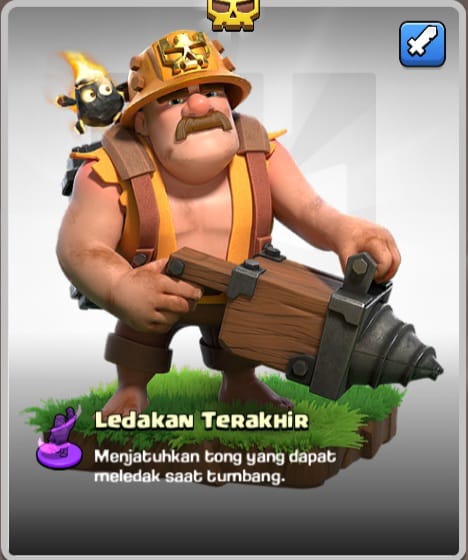 Ledakan Terakhir
Menjatuhkan tong yang dapat
meledak saat tumbang.